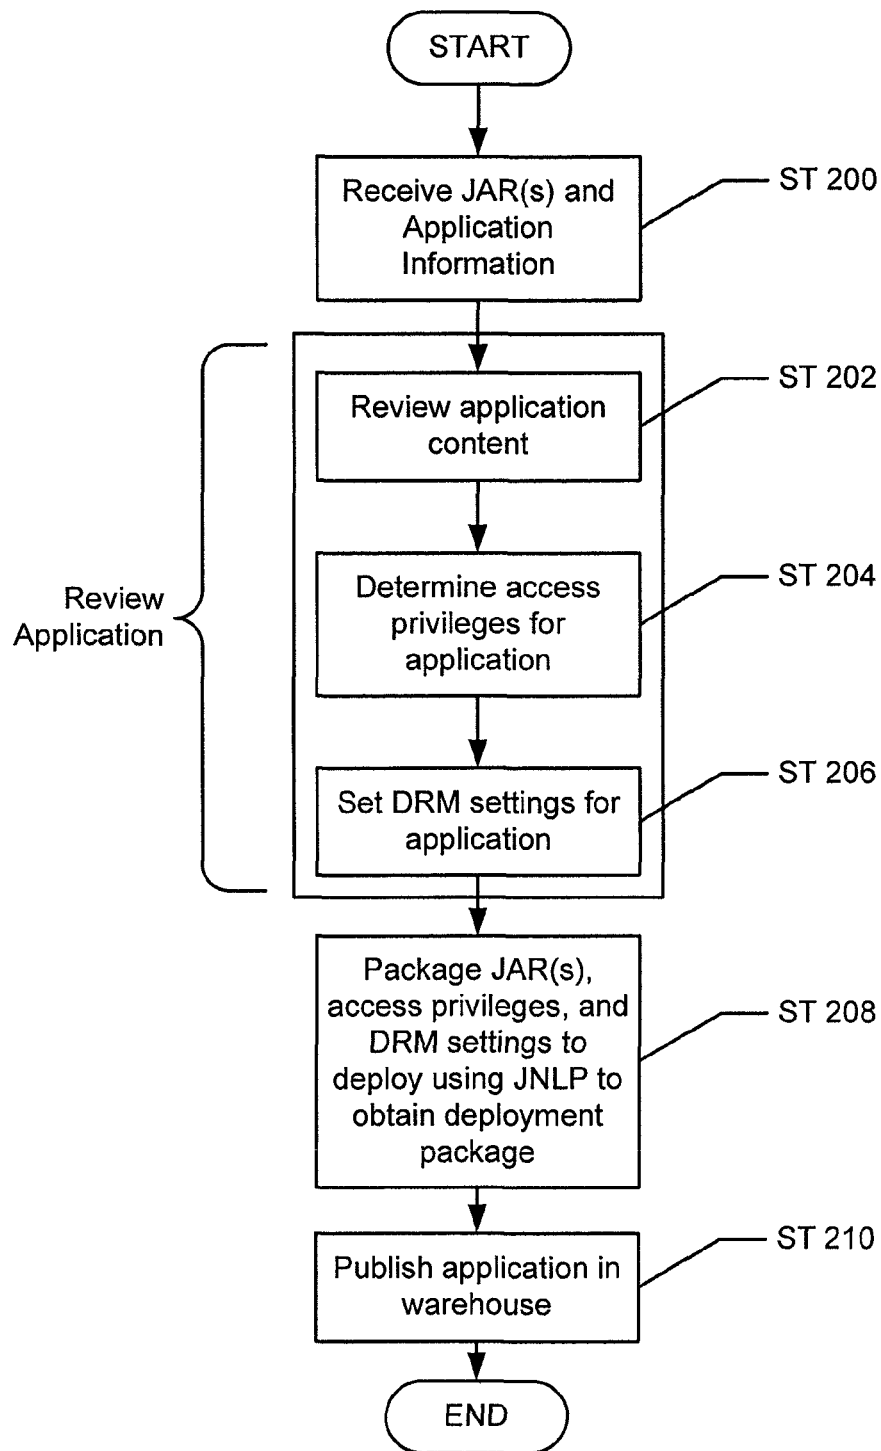 START
Receive JAR(s) and
Application
Information
ST 200
Review application
content
ST 202
Determine access
privileges for
application
ST 204
Review
Application
Set DRM settings for
application
ST 206
Package JAR(s),
access privileges, and
DRM settings to
deploy using JNLP to
obtain deployment
package
ST 208
Publish application in
warehouse
ST 210
END